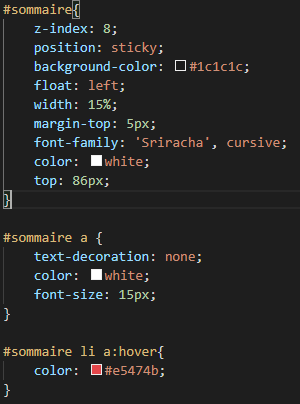 #sommaire{
    z-index: 8;
    position: sticky;
    background-color: #1c1c1c;
    float: left;
    width: 15%;
    margin-top: 5px;
    font-family: 'Sriracha', cursive;
    color: white;
    top: 86px;
}
#sommaire a {
    text-decoration: none;
    color: white;
    font-size: 15px;
}
#sommaire li a:hover{
    color: #e5474b;
}